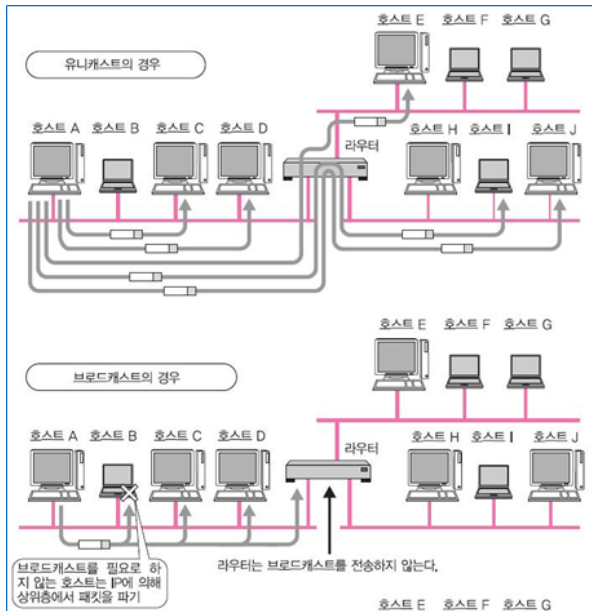 호스트 E 호스트 F 호스트 G
유니캐스트의 경우
호스트 A 호스트 B 호스트 C 호스트 D
라우터
호스트 H 호스트 I 호스트 J
호스트 E 호스트 F 호스트 G
브로드캐스트의 경우
호스트 A 호스트 B 호스트 C 호스트 D
라우터
호스트 H 호스트 I 호스트 J
브로드캐스트를 필요로 하
지 않는 호스트는 IP에 의해
상위층에서 패킷을 파기
라우터는 브로드캐스트를 전송하지 않는다.
호스트 E 호스트 F 호스트 G